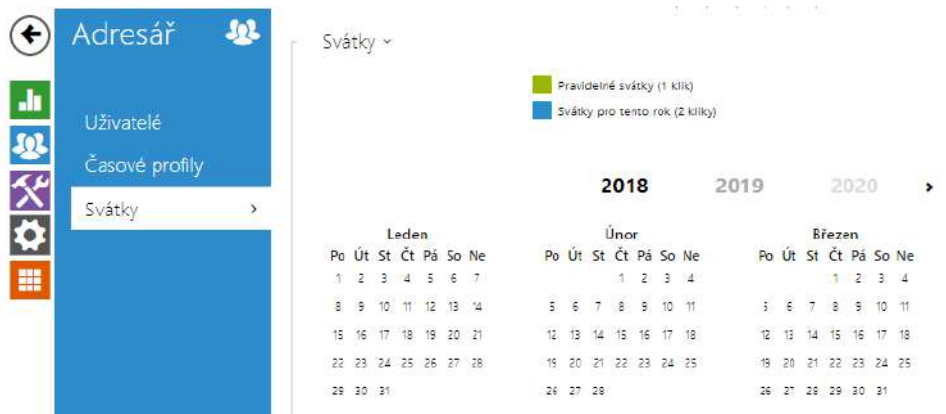 Adresář
Uživatelé
Časové profily
Svátky
Svátky
Pravidelné svátky (1 klik)
Svátky pro tento rok (2 kliky)
2018 2019 2020
Leden
Po Út St Čt Pá So Ne
1 2 3 4 5 6 7
8 9 10 11 12 13 14
15 16 17 18 19 20 21
22 23 24 25 26 27 28
29 30 31
Únor
Po Út St Čt Pá So Ne
1 2 3 4
5 6 7 8 9 10 11
12 13 14 15 16 17 18
19 20 21 22 23 24 25
26 27 28
Březen
Po Út St Čt Pá So Ne
1 2 3 4
5 6 7 8 9 10 11
12 13 14 15 16 17 18
19 20 21 22 23 24 25
26 27 28 29 30 31